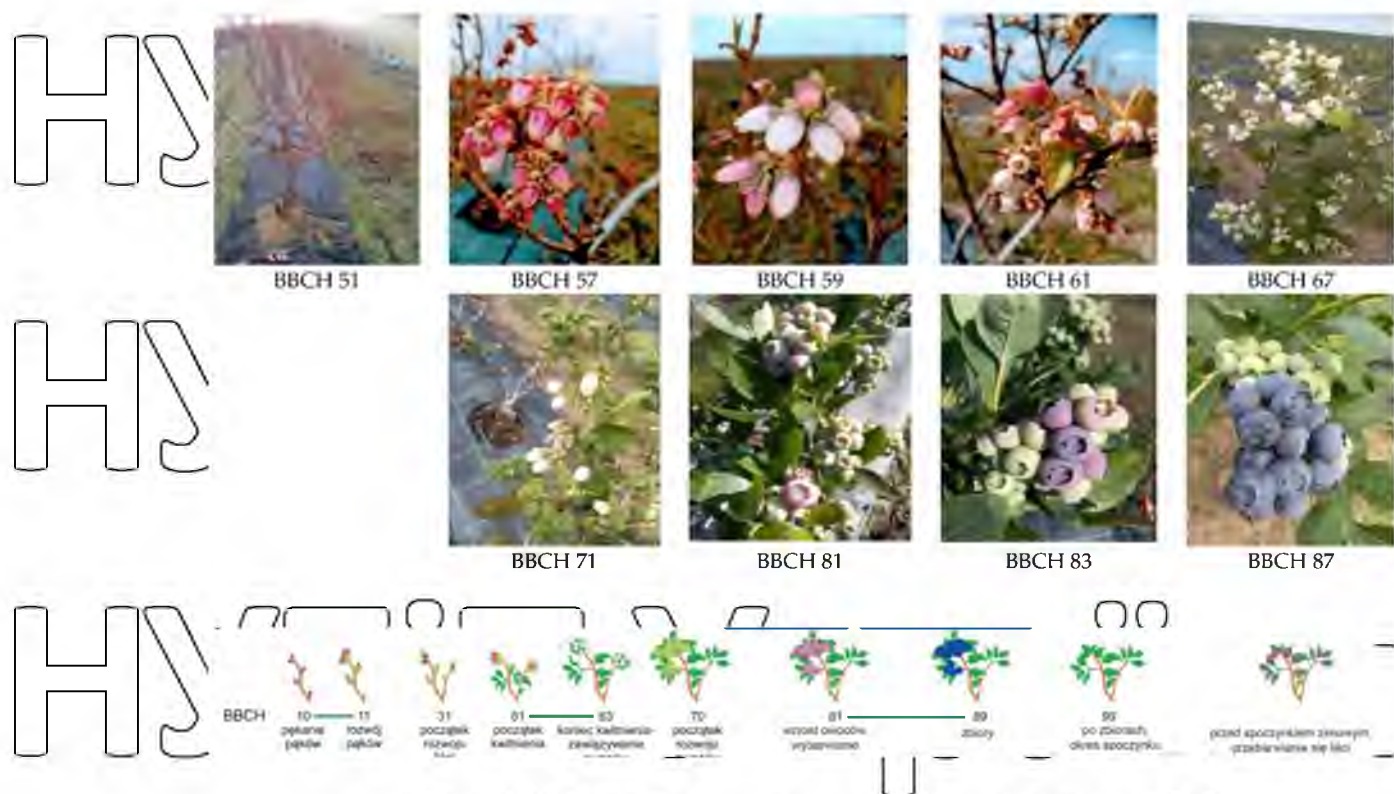 BBCH 51 BBCH 57 BBCH 59 BBCH 61 BBCH 67
BBCH 71 BBCH 81 BBCH 83 BBCH 87
BBCH 10 11 31 61 63 70 81 89
pękanie rozwój początek początek koniec kwitnienia- początek wzrost owoców, zbiory po zbiorach, przed spoczynkiem zimowym,
pąków pąków rozwoju kwitnienia zawiązywanie rozwoju wybarwianie okres spoczynku przebarwianie się liści